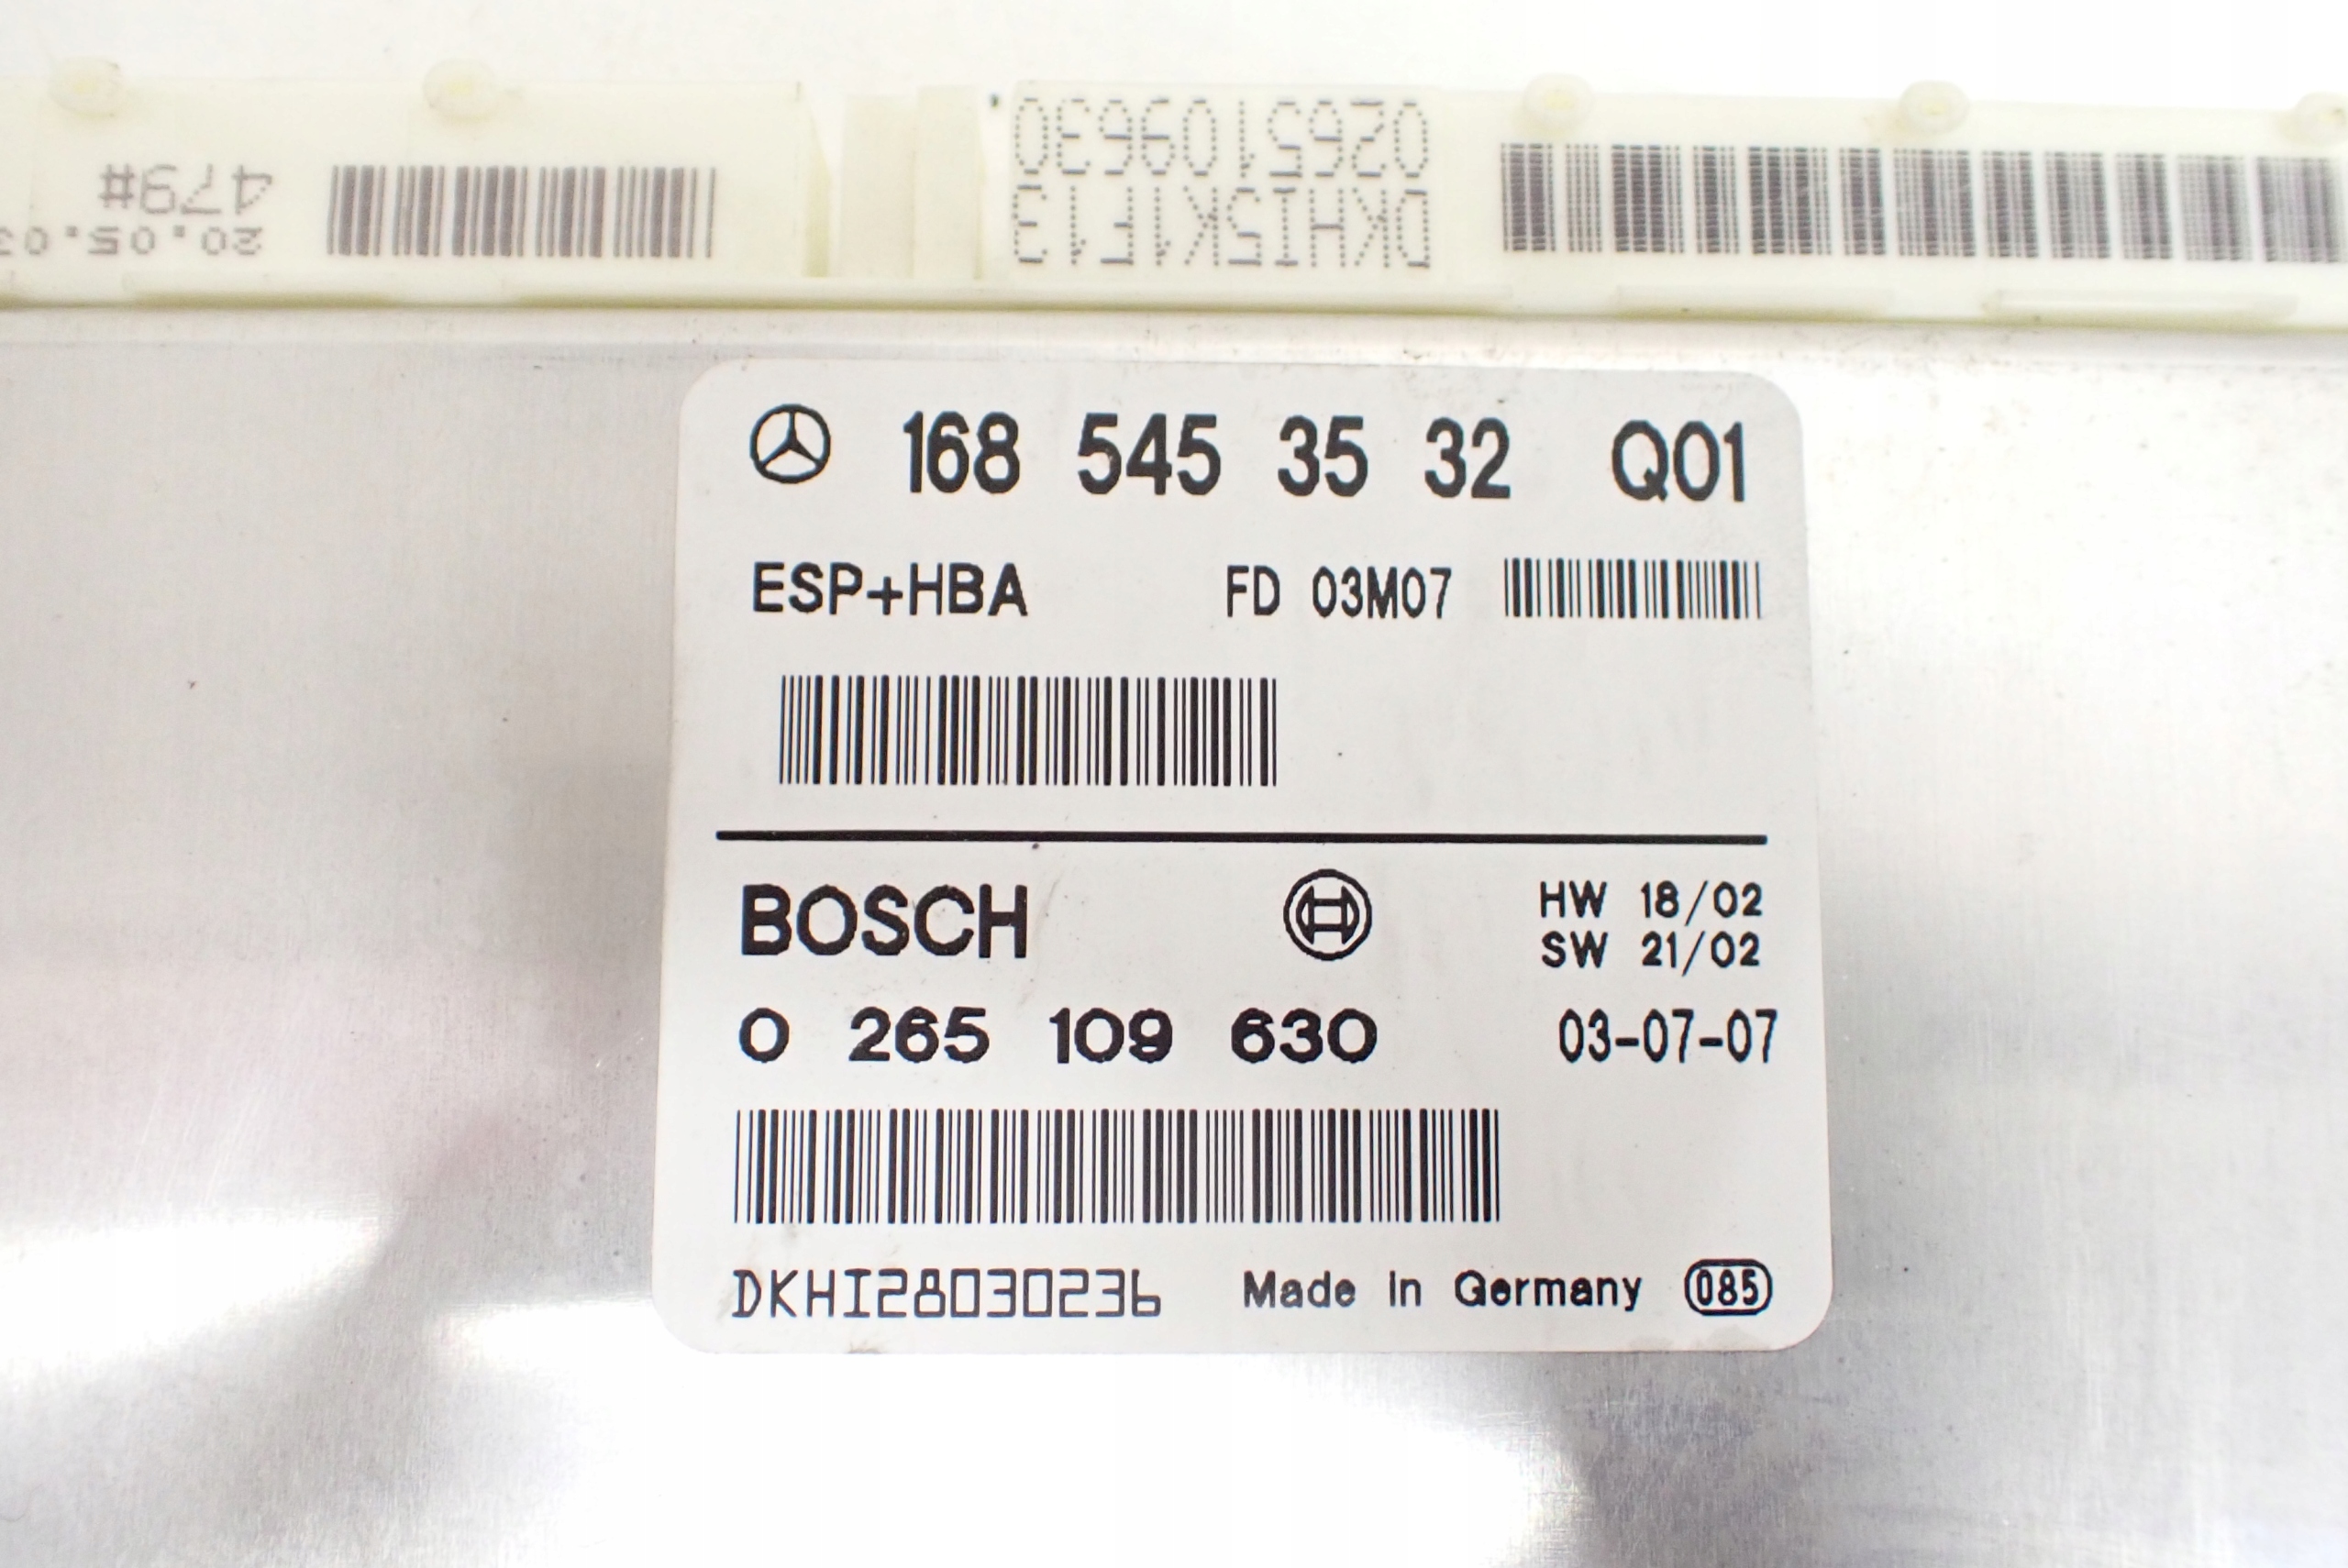 479#
20.05.03
0265109630
DKHI5K1F13
168 545 35 32 Q01
ESP+HBA FD 03M07
BOSCH HW 18/02
SW 21/02
0 265 109 630 03-07-07
DKHI28030236 Made in Germany 085